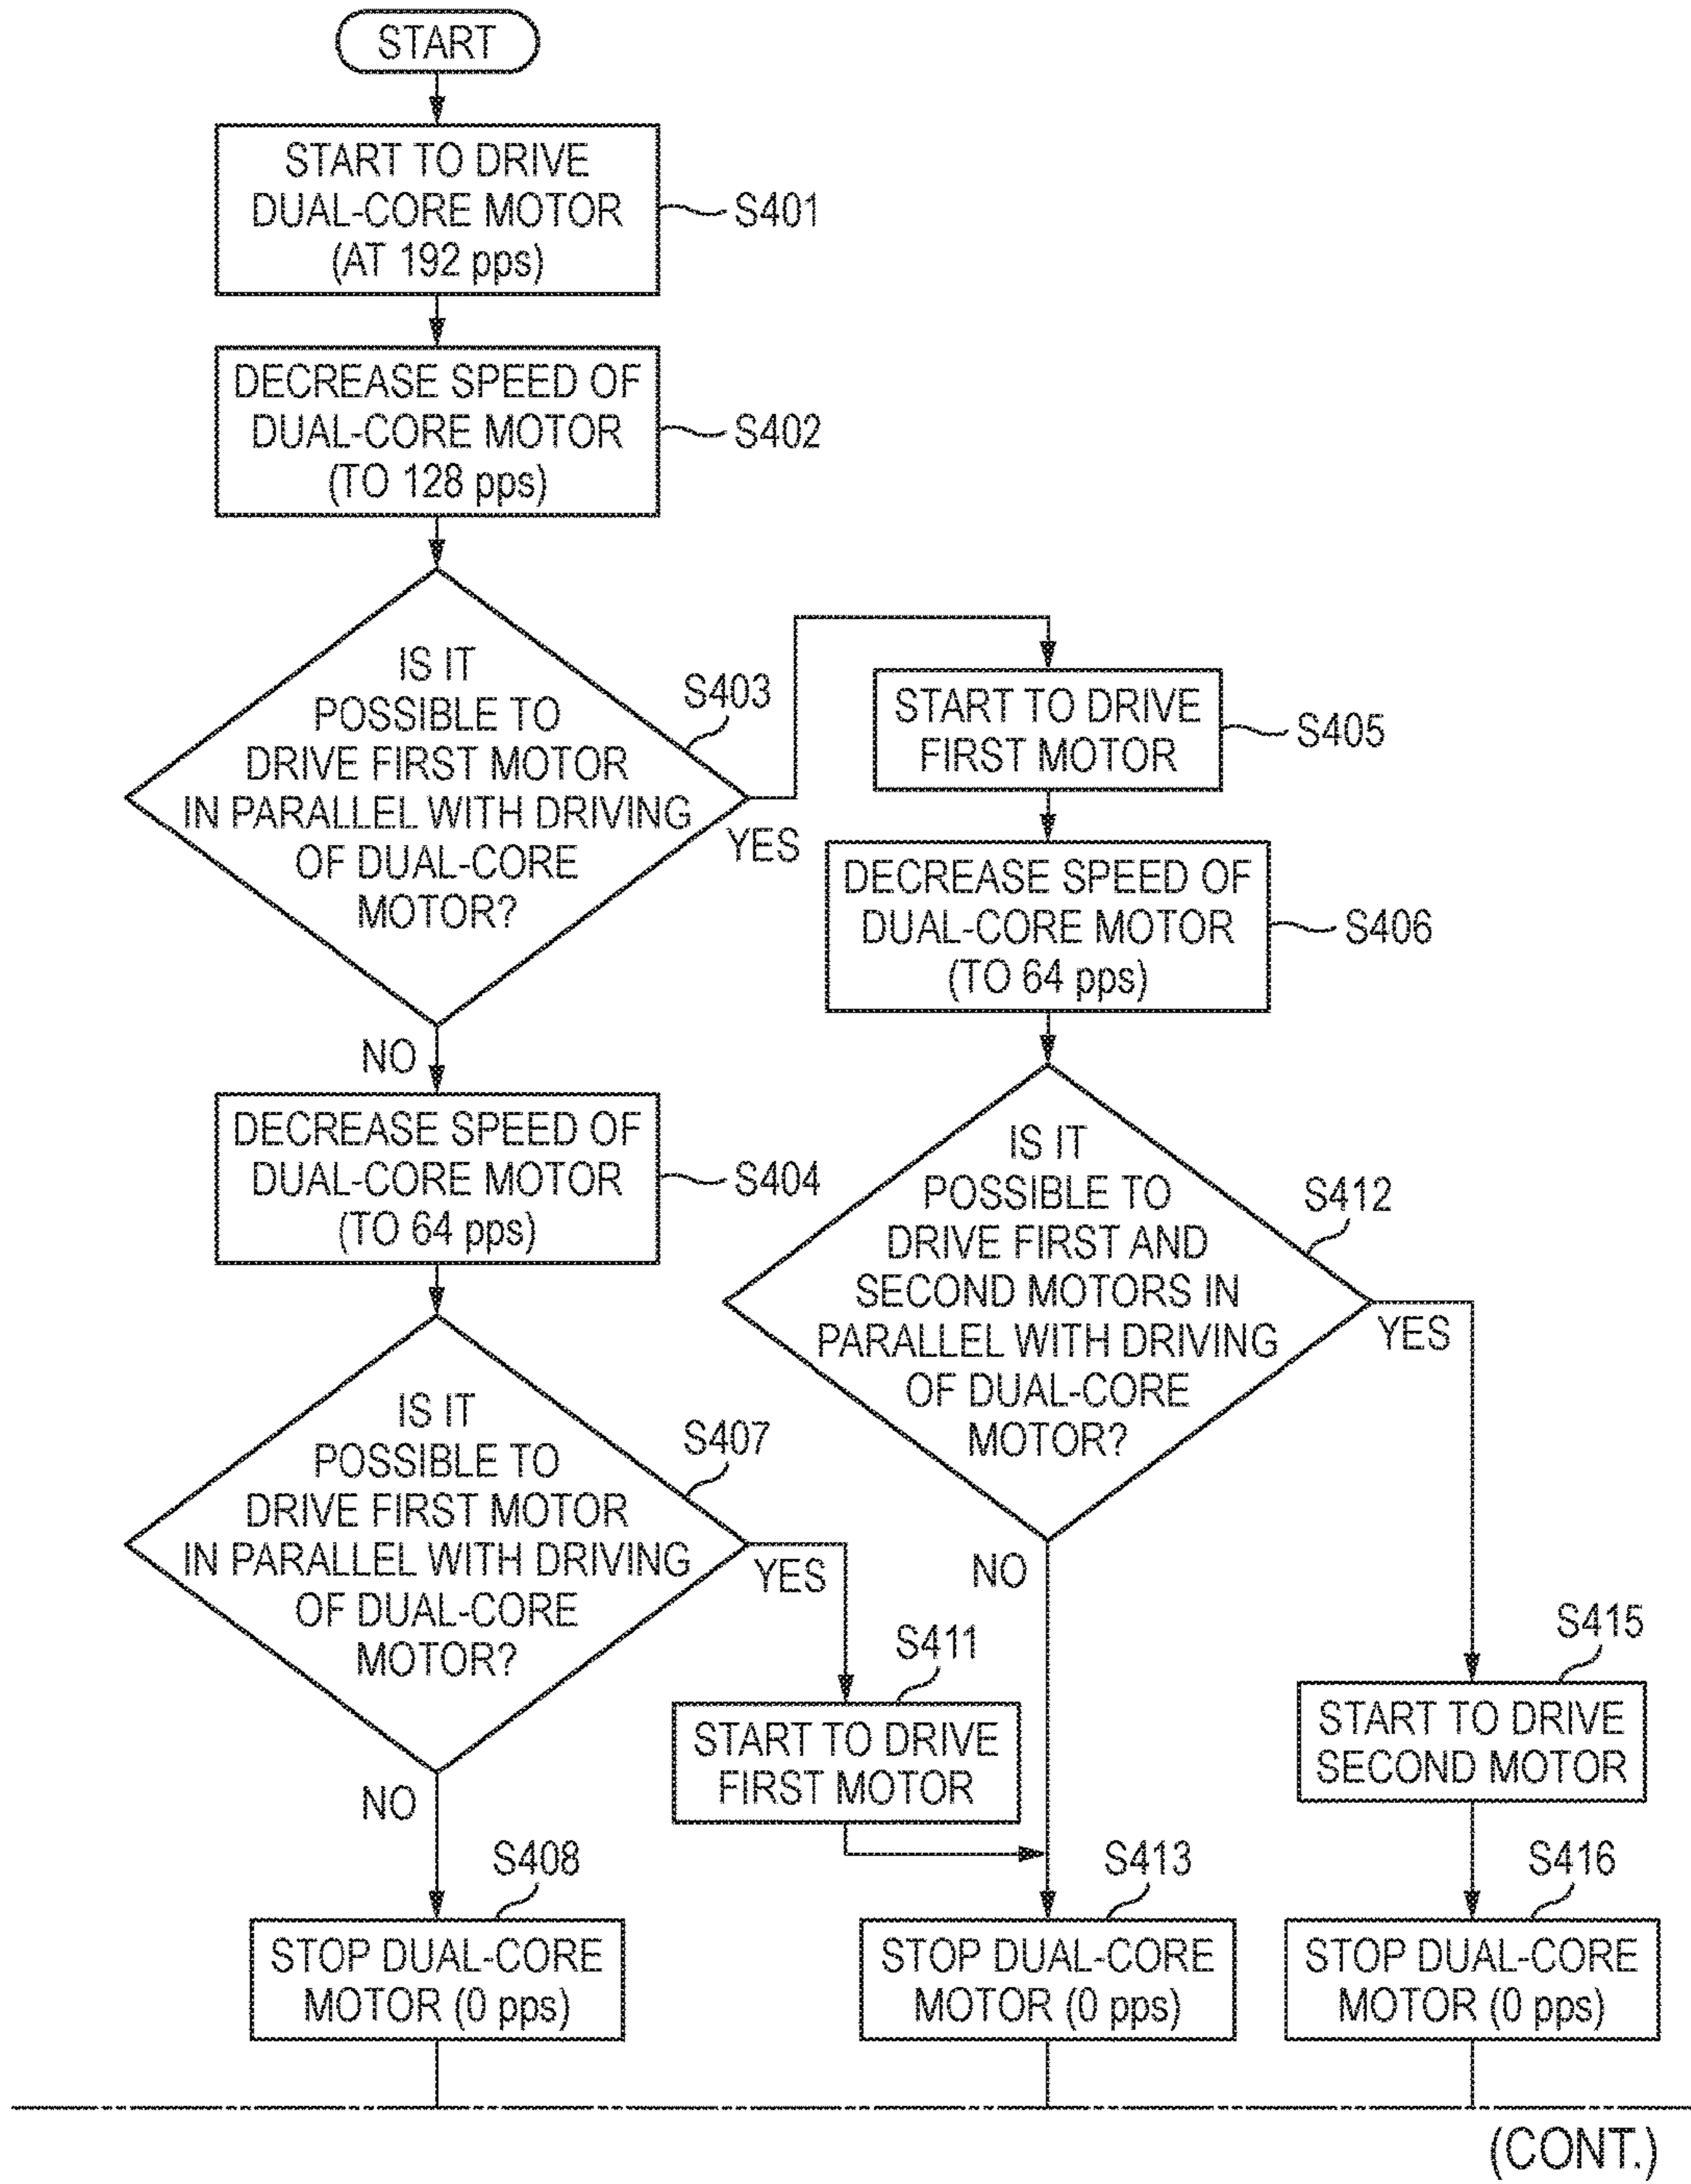 START
START TO DRIVE
DUAL-CORE MOTOR
(AT 192 pps)
S401
DECREASE SPEED OF
DUAL-CORE MOTOR
(TO 128 pps)
S402
IS IT
POSSIBLE TO
DRIVE FIRST MOTOR
IN PARALLEL WITH DRIVING
OF DUAL-CORE
MOTOR?
S403
YES
NO
START TO DRIVE
FIRST MOTOR
S405
DECREASE SPEED OF
DUAL-CORE MOTOR
(TO 64 pps)
S406
DECREASE SPEED OF
DUAL-CORE MOTOR
(TO 64 pps)
S404
IS IT
POSSIBLE TO
DRIVE FIRST AND
SECOND MOTORS IN
PARALLEL WITH DRIVING
OF DUAL-CORE
MOTOR?
S412
YES
NO
IS IT
POSSIBLE TO
DRIVE FIRST MOTOR
IN PARALLEL WITH DRIVING
OF DUAL-CORE
MOTOR?
S407
YES
NO
S411
START TO DRIVE
FIRST MOTOR
S415
START TO DRIVE
SECOND MOTOR
S408
STOP DUAL-CORE
MOTOR (0 pps)
S413
STOP DUAL-CORE
MOTOR (0 pps)
S416
STOP DUAL-CORE
MOTOR (0 pps)
(CONT.)